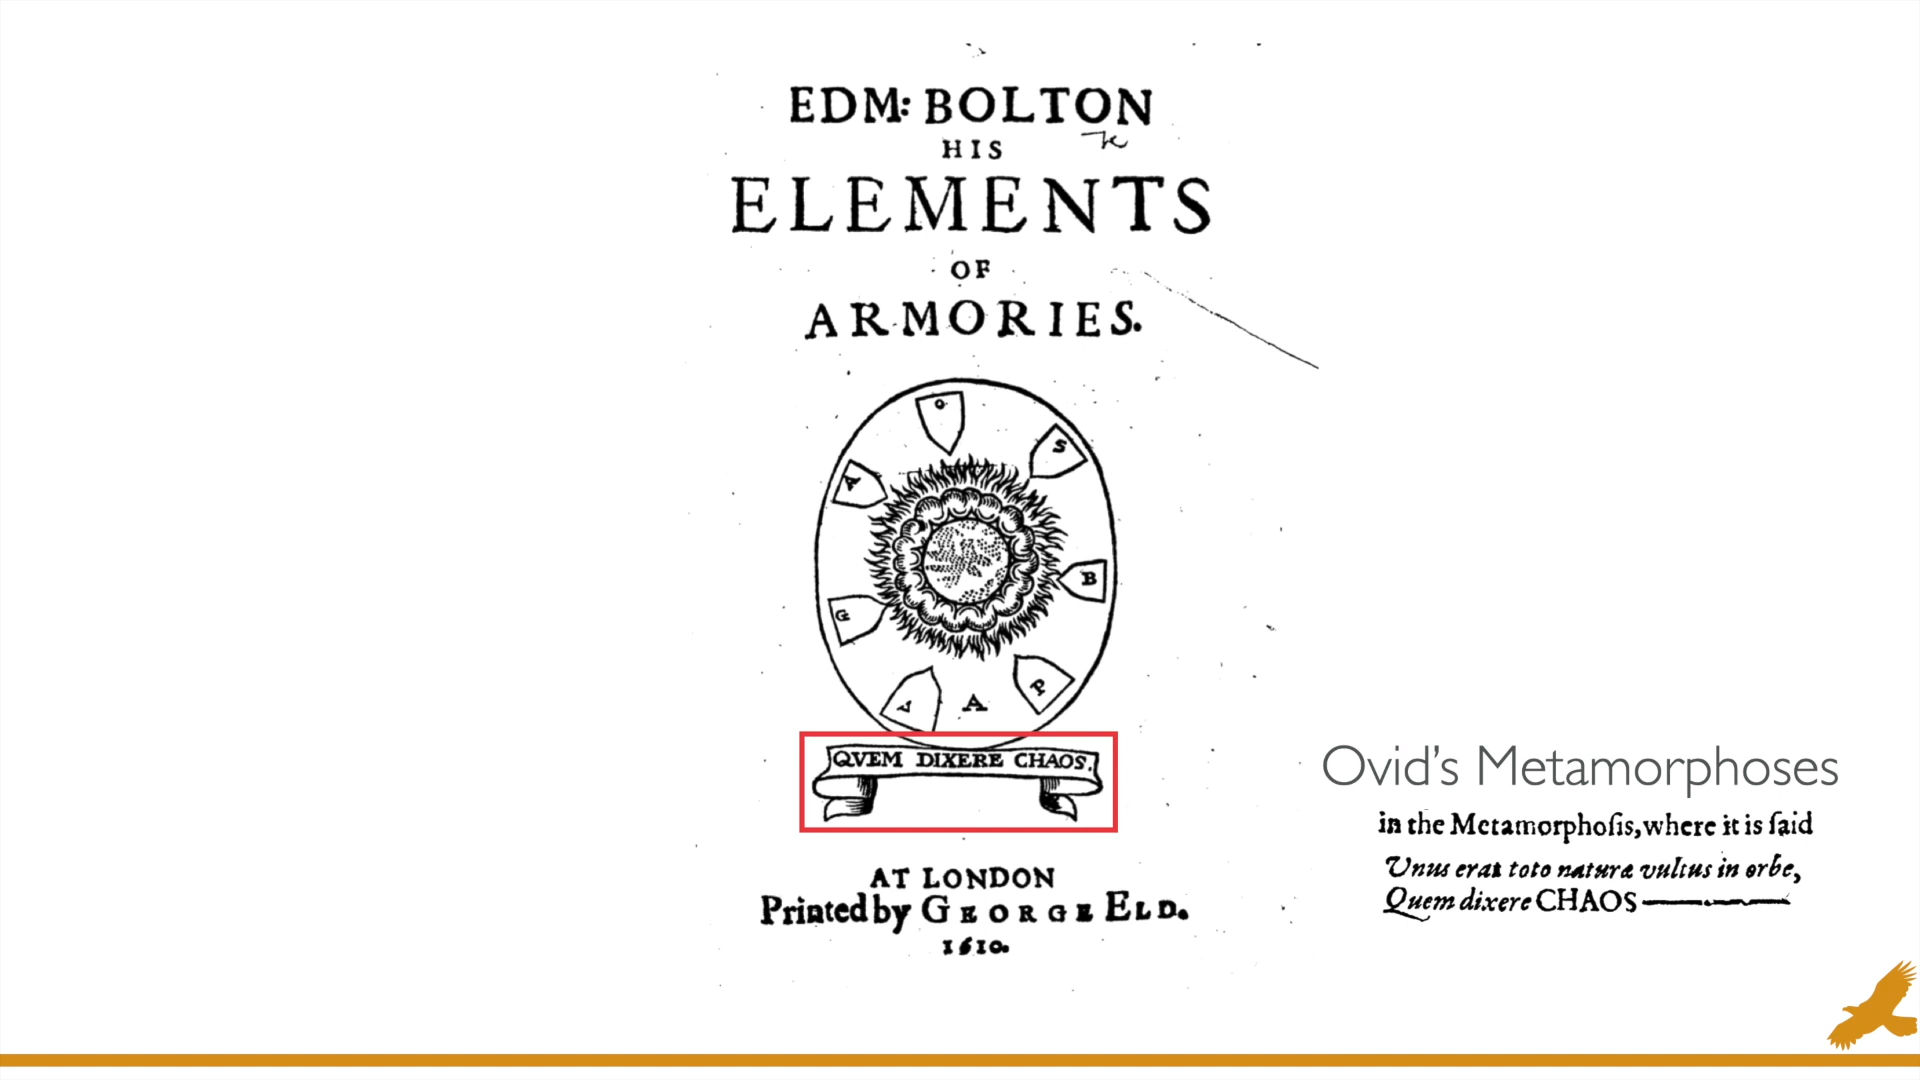 EDM: BOLTON
HIS
ELEMENTS
OF
ARMORIES.
O
S
A
B
G
P
V
A
QVEM DIXERE CHAOS.
AT LONDON
Printed by GEORGE ELD.
1610.
Ovid’s Metamorphoses
in the Metamorphoſis, where it is ſaid
Unus erat toto naturæ vultus in orbe,
Quem dixere CHAOS